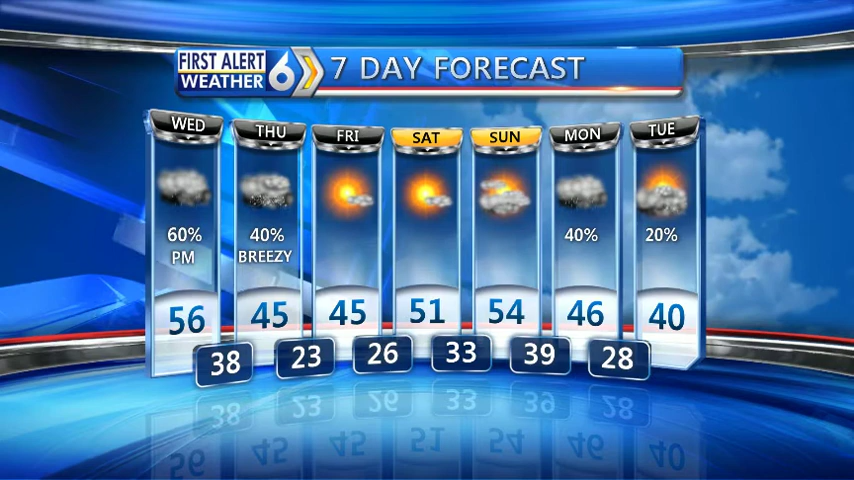 FIRST ALERT
WEATHER 6
7 DAY FORECAST
WED THU FRI SAT SUN MON TUE
60% 40% 40% 20%
PM BREEZY
56 45 45 51 54 46 40
38 23 26 33 39 28